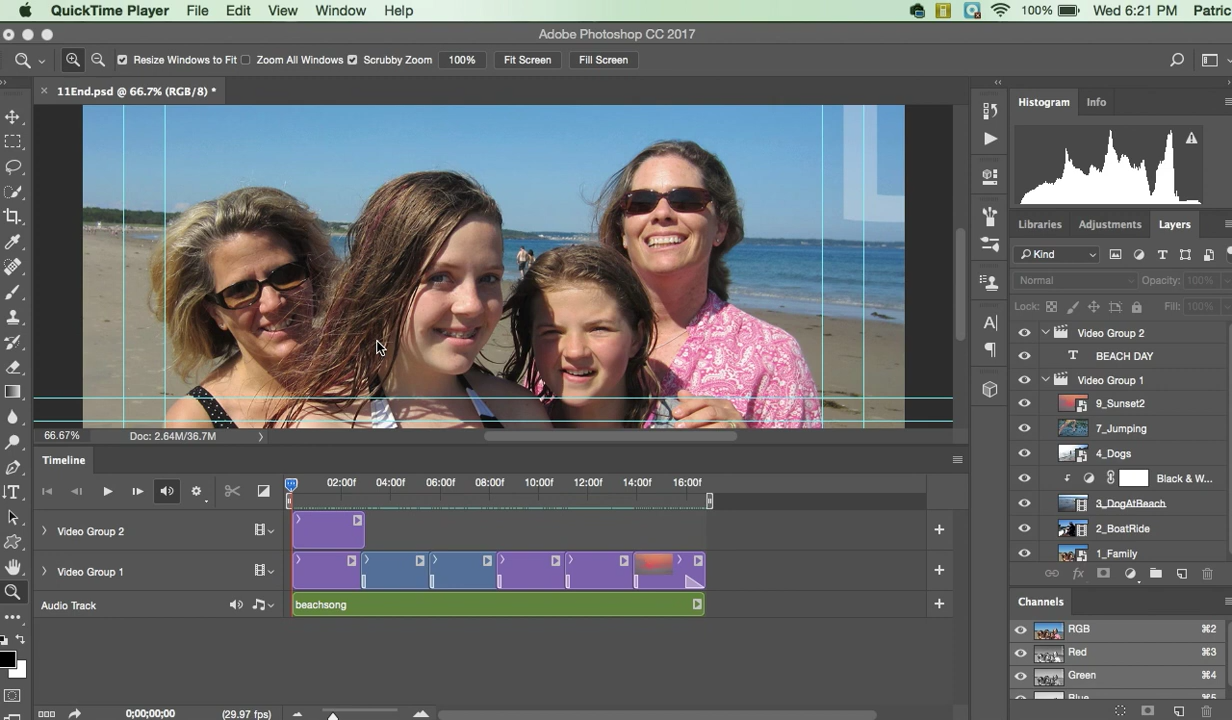 QuickTime Player File Edit View Window Help 100% Wed 6:21 PM Patric
Adobe Photoshop CC 2017
Resize Windows to Fit Zoom All Windows Scrubby Zoom 100% Fit Screen Fill Screen
11End.psd @ 66.7% (RGB/8) *
Histogram Info
L
Libraries Adjustments Layers
Kind
Normal Opacity: 100%
Lock: Fill: 100%
Video Group 2
T BEACH DAY
Video Group 1
9_Sunset2
7_Jumping
4_Dogs
Black & W...
3_DogAtBeach
2_BoatRide
1_Family
66.67% Doc: 2.64M/36.7M
Timeline
02:00f 04:00f 06:00f 08:00f 10:00f 12:00f 14:00f 16:00f
Video Group 2
Video Group 1
Audio Track beachsong
Channels
RGB ⌘2
Red ⌘3
Green ⌘4
Blue
0;00;00;00 (29.97 fps)